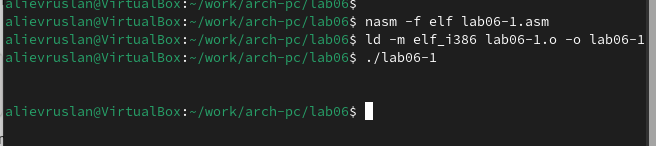 alievruslan@VirtualBox:~/work/arch-pc/lab06$
alievruslan@VirtualBox:~/work/arch-pc/lab06$ nasm -f elf lab06-1.asm
alievruslan@VirtualBox:~/work/arch-pc/lab06$ ld -m elf_i386 lab06-1.o -o lab06-1
alievruslan@VirtualBox:~/work/arch-pc/lab06$ ./lab06-1
alievruslan@VirtualBox:~/work/arch-pc/lab06$